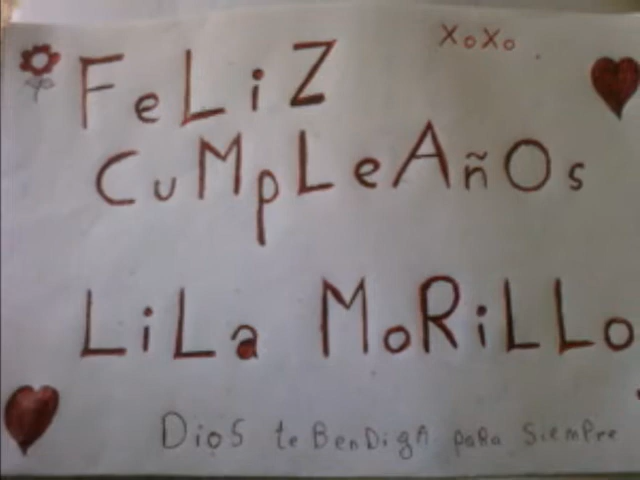 XoXo
FeLiZ
CuMpLeAñOs
LiLa MoRiLLo
DioS te BenDigA paRa SiemPre